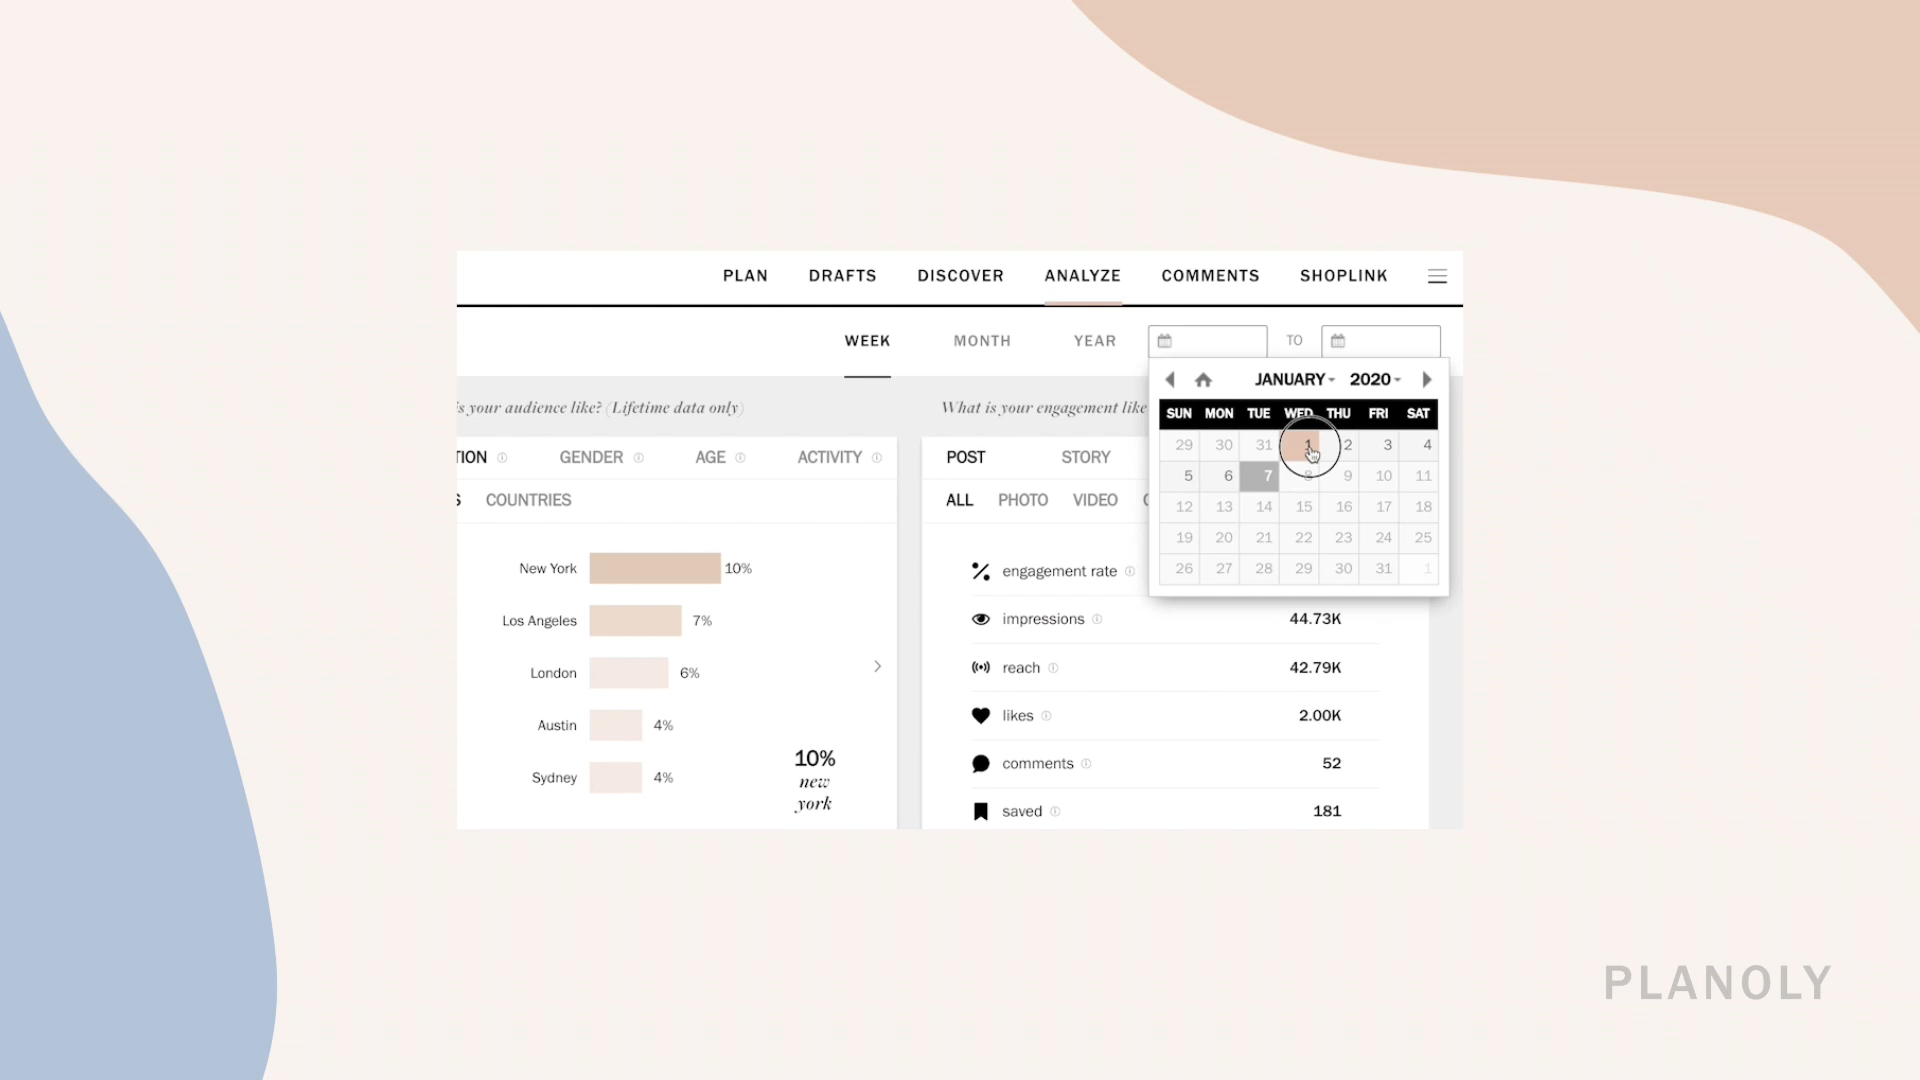 PLAN DRAFTS DISCOVER ANALYZE COMMENTS SHOPLINK
WEEK MONTH YEAR TO
is your audience like? (Lifetime data only)
What is your engagement like
JANUARY 2020
SUN MON TUE WED THU FRI SAT
29 30 31 1 2 3 4
5 6 7 8 9 10 11
12 13 14 15 16 17 18
19 20 21 22 23 24 25
26 27 28 29 30 31 1
TION GENDER AGE ACTIVITY
COUNTRIES
New York 10%
Los Angeles 7%
London 6%
Austin 4%
Sydney 4%
10%
new
york
POST STORY
ALL PHOTO VIDEO
engagement rate
impressions 44.73K
reach 42.79K
likes 2.00K
comments 52
saved 181
PLANOLY